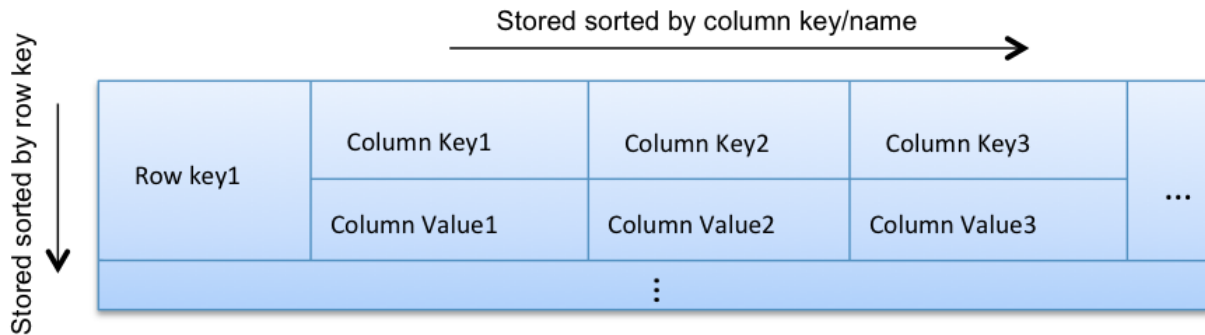 Stored sorted by column key/name
Stored sorted by row key
Row key1
Column Key1
Column Key2
Column Key3
...
Column Value1
Column Value2
Column Value3
⋮